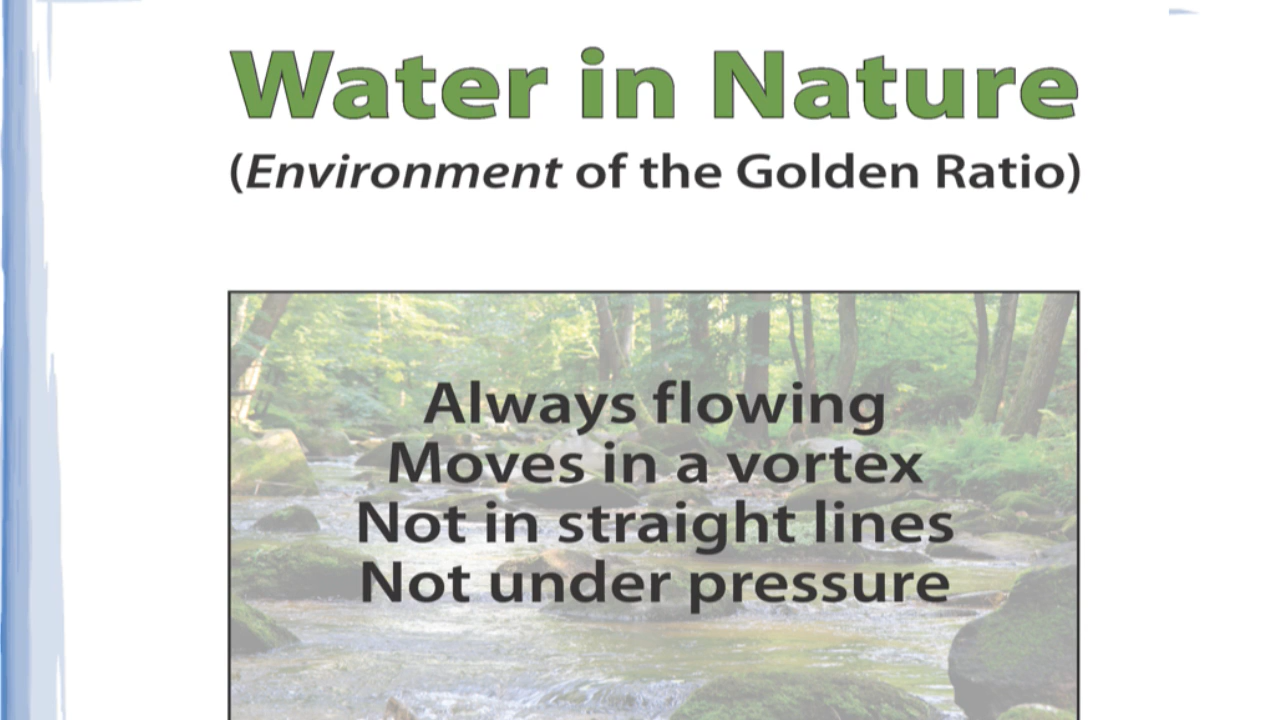 Water in Nature
(Environment of the Golden Ratio)
Always flowing
Moves in a vortex
Not in straight lines
Not under pressure